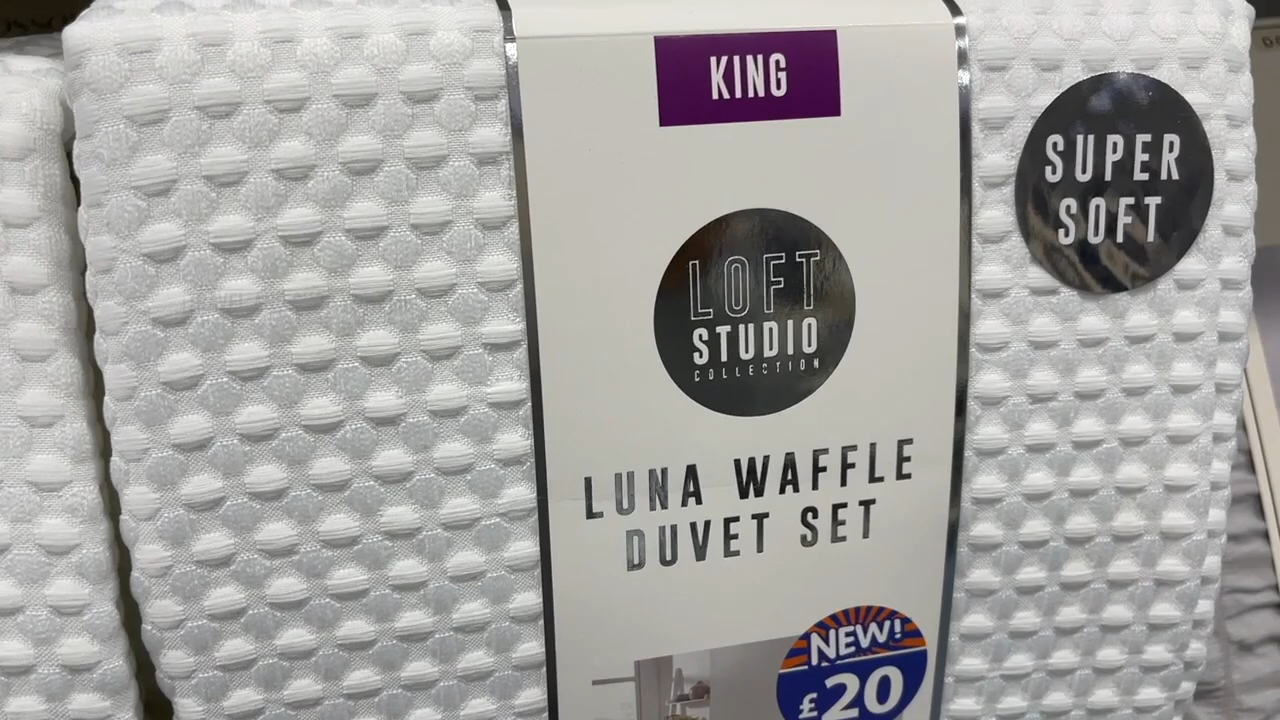 KING
SUPER
SOFT
LOFT
STUDIO
COLLECTION
LUNA WAFFLE
DUVET SET
NEW!
£20